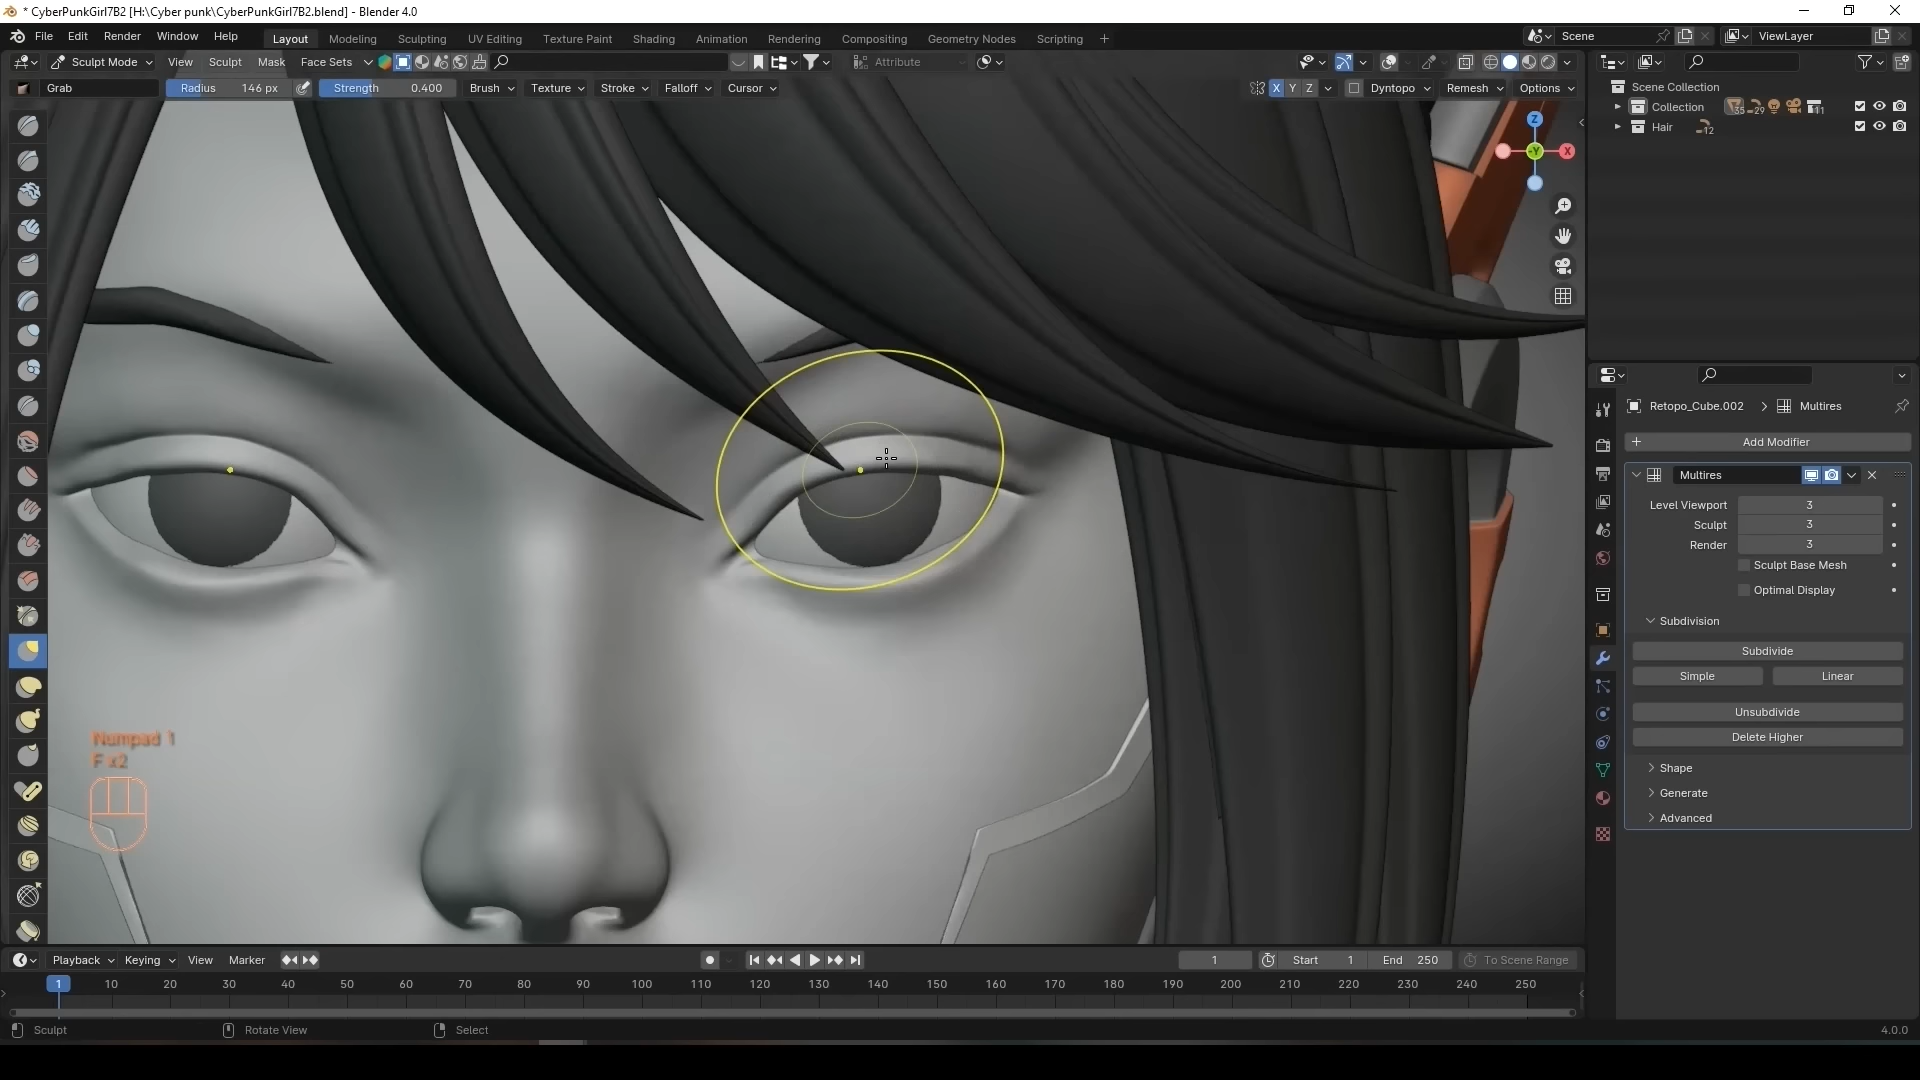 * CyberPunkGirl7B2 [H:\Cyber punk\CyberPunkGirl7B2.blend] - Blender 4.0
File Edit Render Window Help Layout Modeling Sculpting UV Editing Texture Paint Shading Animation Rendering Compositing Geometry Nodes Scripting + Scene ViewLayer
Sculpt Mode View Sculpt Mask Face Sets Attribute
Grab Radius 146 px Strength 0.400 Brush Texture Stroke Falloff Cursor X Y Z Dyntopo Remesh Options
Scene Collection
Collection 35 29 11
Hair 12
Z
-Y X
Retopo_Cube.002 Multires
+ Add Modifier
Multires
Level Viewport 3
Sculpt 3
Render 3
Sculpt Base Mesh
Optimal Display
Subdivision
Subdivide
Simple Linear
Unsubdivide
Delete Higher
Shape
Generate
Advanced
Numpad 1
F x2
Playback Keying View Marker 1 Start 1 End 250 To Scene Range
1 10 20 30 40 50 60 70 80 90 100 110 120 130 140 150 160 170 180 190 200 210 220 230 240 250
Sculpt Rotate View Select 4.0.0